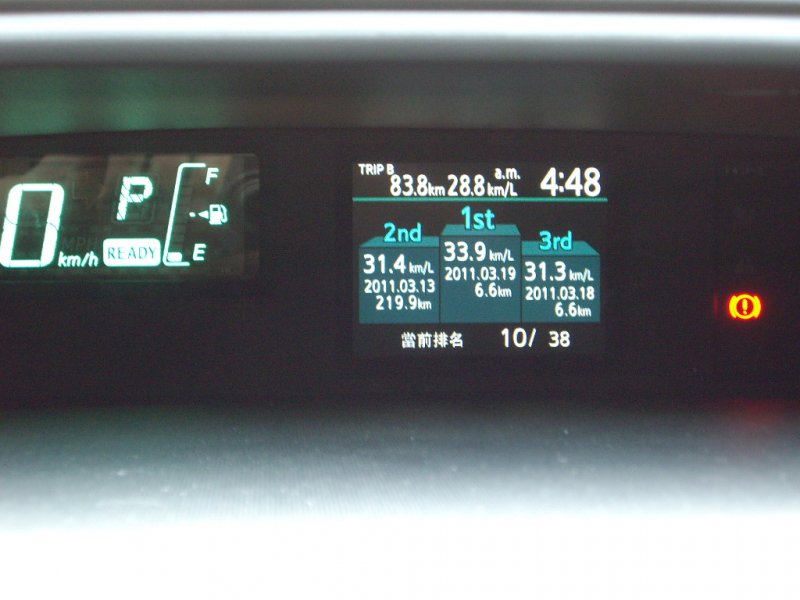 0 km/h
P
READY
F
E
TRIP B 83.8km 28.8km/L a.m. 4:48
2nd 1st 3rd
31.4 km/L 33.9 km/L 31.3 km/L
2011.03.13 2011.03.19 2011.03.18
219.9km 6.6km 6.6km
當前排名 10/ 38